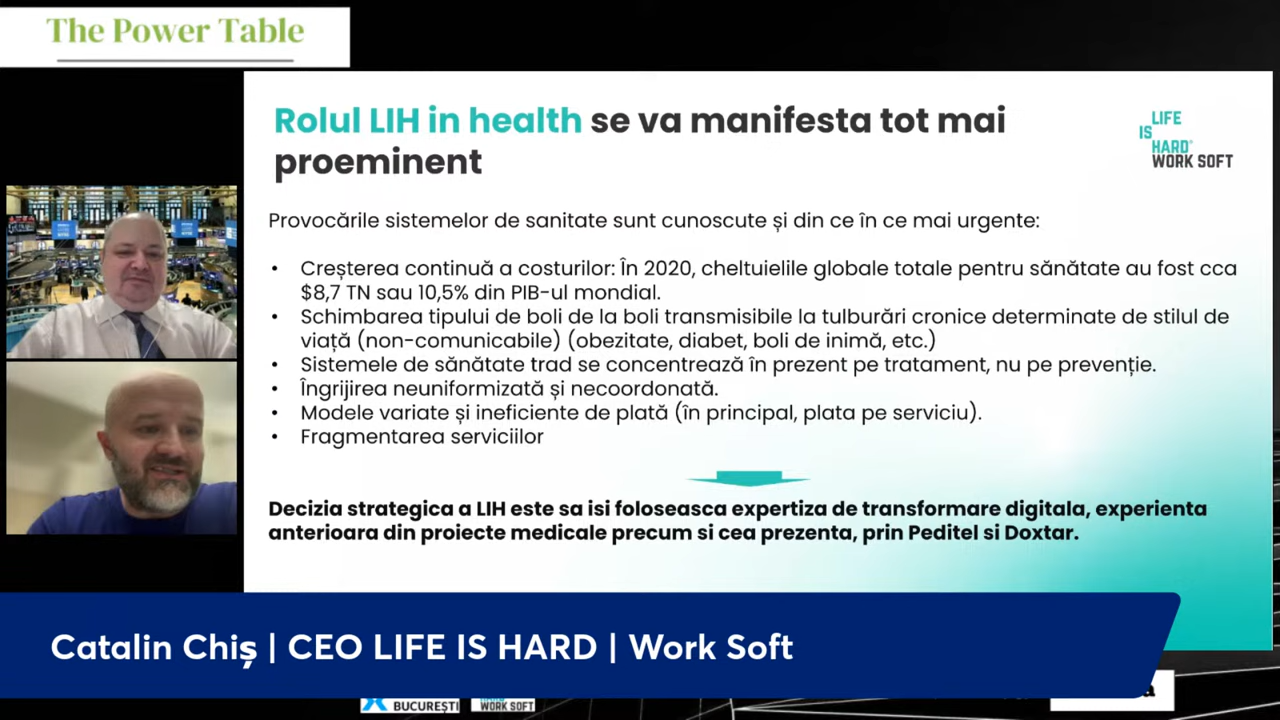 The Power Table
Rolul LIH in health se va manifesta tot mai
proeminent
LIFE
IS
HARD®
WORK SOFT
Provocările sistemelor de sanitate sunt cunoscute și din ce în ce mai urgente:
• Creșterea continuă a costurilor: În 2020, cheltuielile globale totale pentru sănătate au fost cca
$8,7 TN sau 10,5% din PIB-ul mondial.
• Schimbarea tipului de boli de la boli transmisibile la tulburări cronice determinate de stilul de
viață (non-comunicabile) (obezitate, diabet, boli de inimă, etc.)
• Sistemele de sănătate trad se concentrează în prezent pe tratament, nu pe prevenție.
• Îngrijirea neuniformizată și necoordonată.
• Modele variate și ineficiente de plată (în principal, plata pe serviciu).
• Fragmentarea serviciilor
Decizia strategica a LIH este sa isi foloseasca expertiza de transformare digitala, experienta
anterioara din proiecte medicale precum si cea prezenta, prin Peditel si Doxtar.
Catalin Chiș | CEO LIFE IS HARD | Work Soft
BUCUREȘTI
WORK SOFT